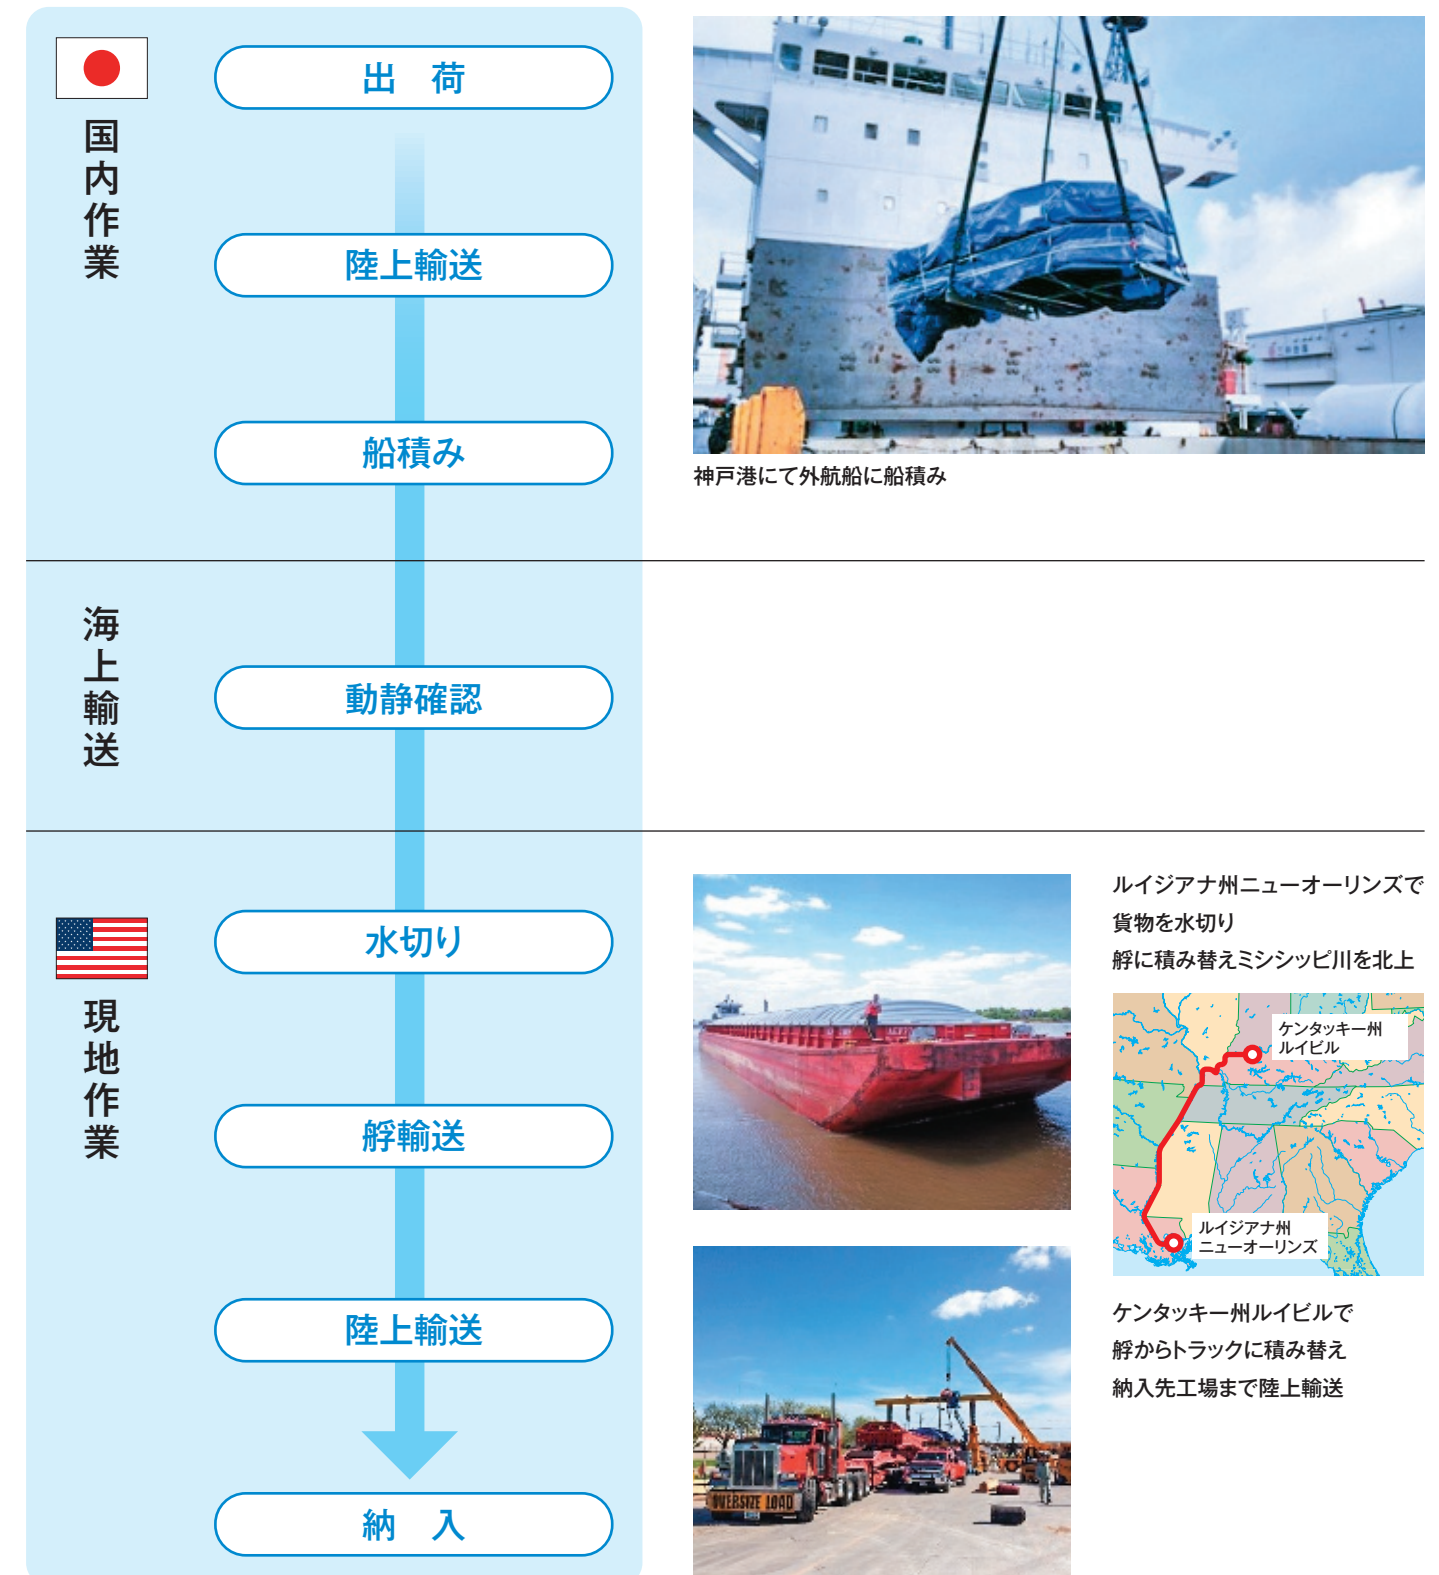 国内作業
出 荷
陸上輸送
船積み
神戸港にて外航船に船積み
海上輸送
動静確認
現地作業
水切り
艀輸送
陸上輸送
納 入
ルイジアナ州ニューオーリンズで
貨物を水切り
艀に積み替えミシシッピ川を北上
ケンタッキー州
ルイビル
ルイジアナ州
ニューオーリンズ
ケンタッキー州ルイビルで
艀からトラックに積み替え
納入先工場まで陸上輸送
OVERSIZE LOAD